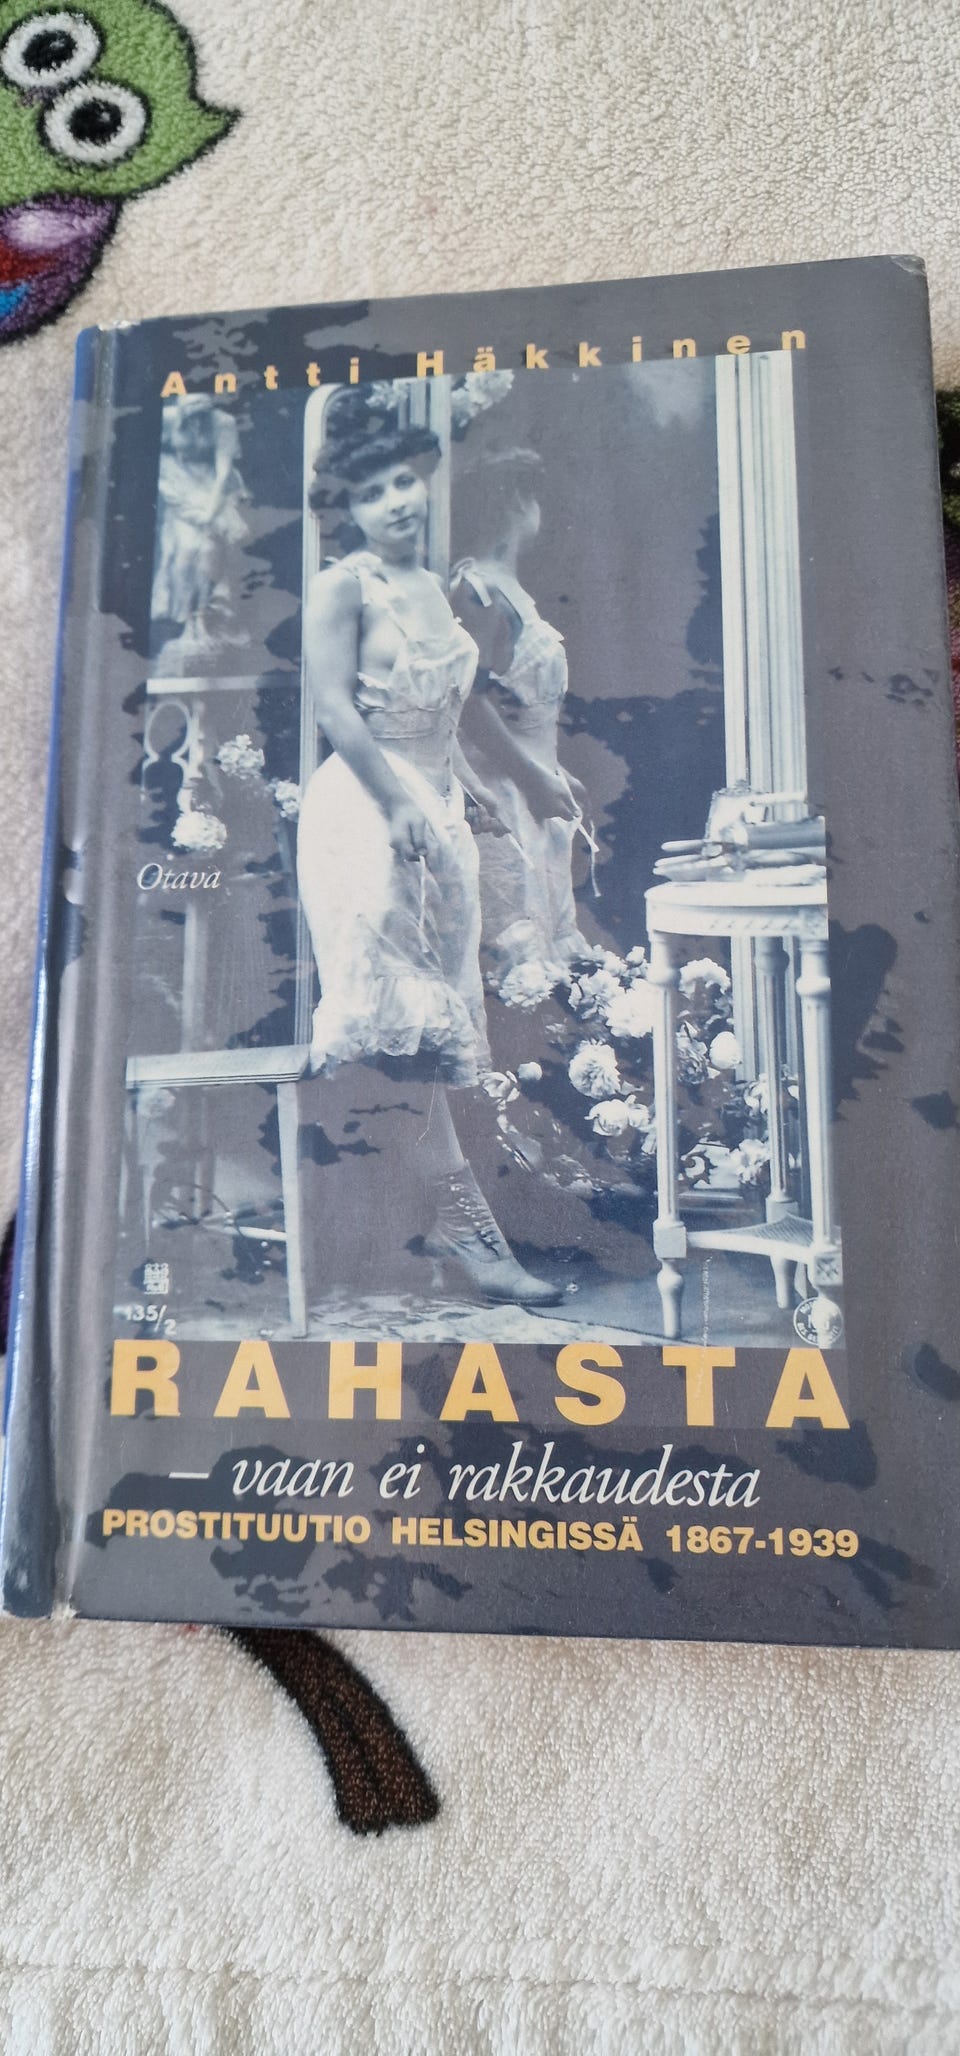 Antti Häkkinen
Otava
135/2
RAHASTA
– vaan ei rakkaudesta
PROSTITUUTIO HELSINGISSÄ 1867-1939